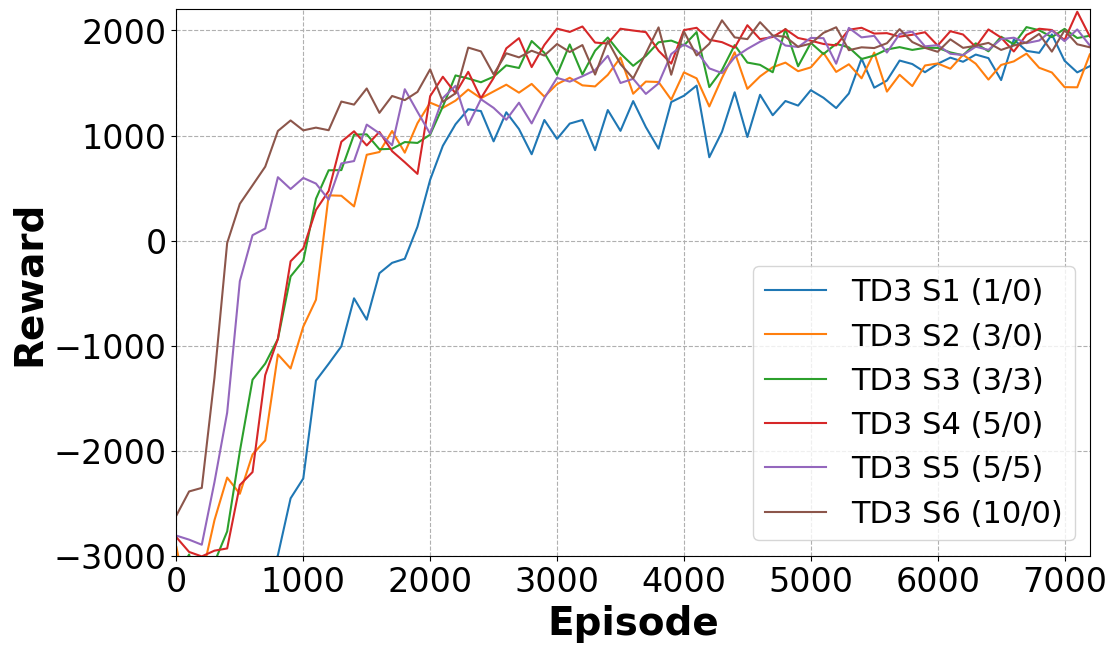 2000
1000
0
−1000
−2000
−3000
Reward
0 1000 2000 3000 4000 5000 6000 7000
Episode
TD3 S1 (1/0)
TD3 S2 (3/0)
TD3 S3 (3/3)
TD3 S4 (5/0)
TD3 S5 (5/5)
TD3 S6 (10/0)